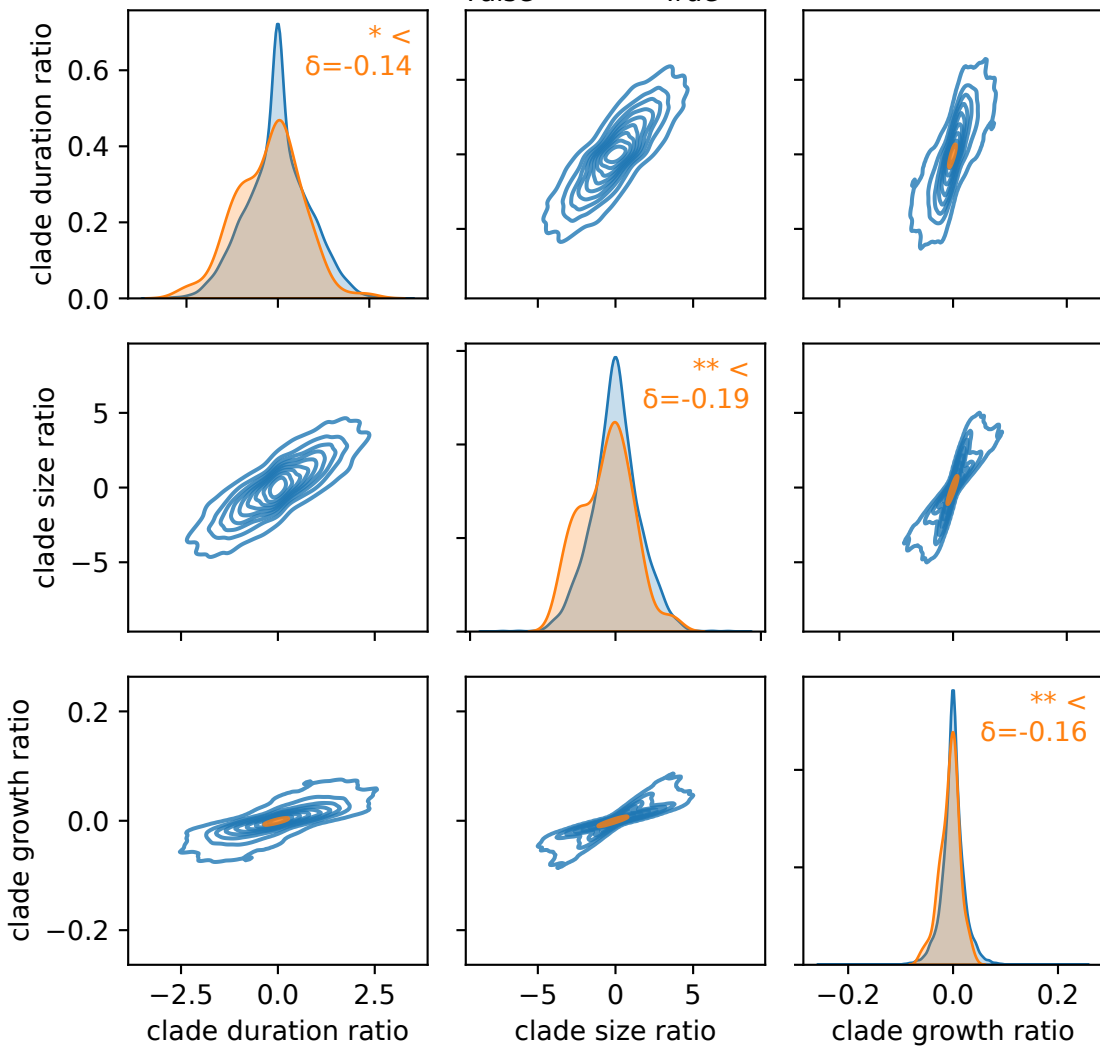 * <
δ=-0.14
clade duration ratio
0.6
0.4
0.2
0.0
** <
δ=-0.19
clade size ratio
5
0
−5
** <
δ=-0.16
clade growth ratio
0.2
0.0
−0.2
−2.5 0.0 2.5
−5 0 5
−0.2 0.0 0.2
clade duration ratio
clade size ratio
clade growth ratio